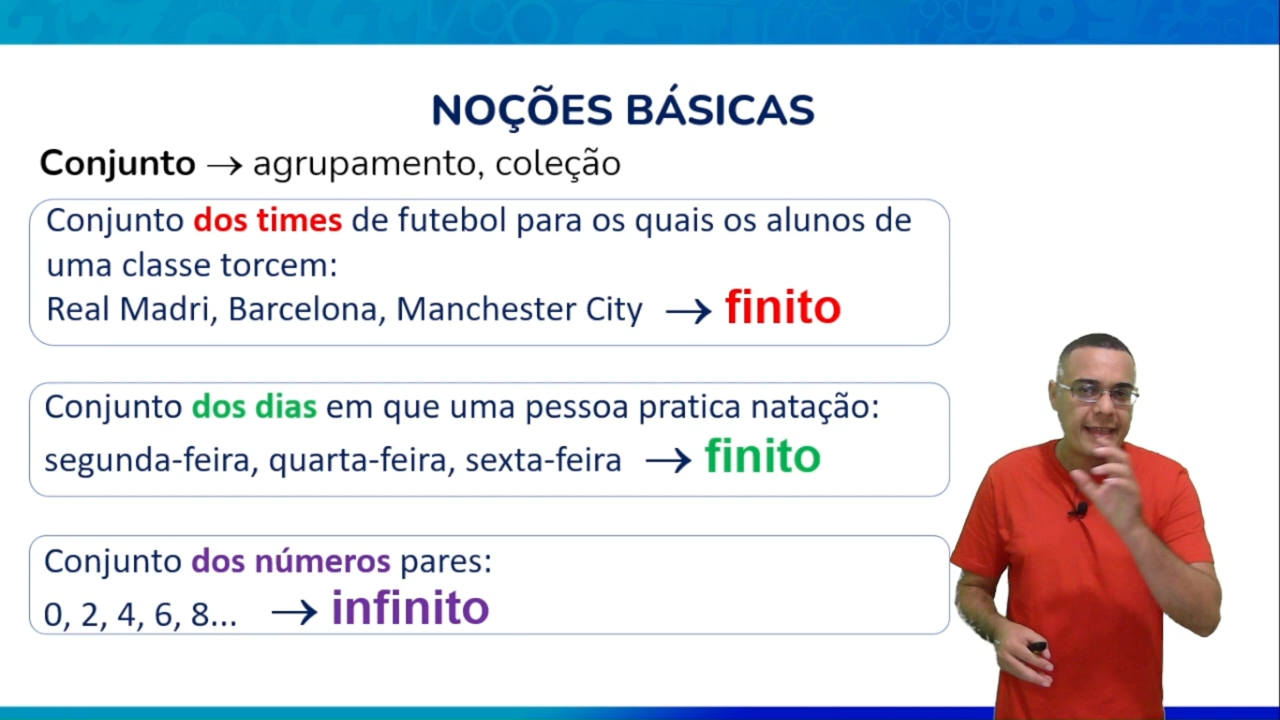 NOÇÕES BÁSICAS
Conjunto → agrupamento, coleção
Conjunto dos times de futebol para os quais os alunos de
uma classe torcem:
Real Madri, Barcelona, Manchester City → finito
Conjunto dos dias em que uma pessoa pratica natação:
segunda-feira, quarta-feira, sexta-feira → finito
Conjunto dos números pares:
0, 2, 4, 6, 8... → infinito